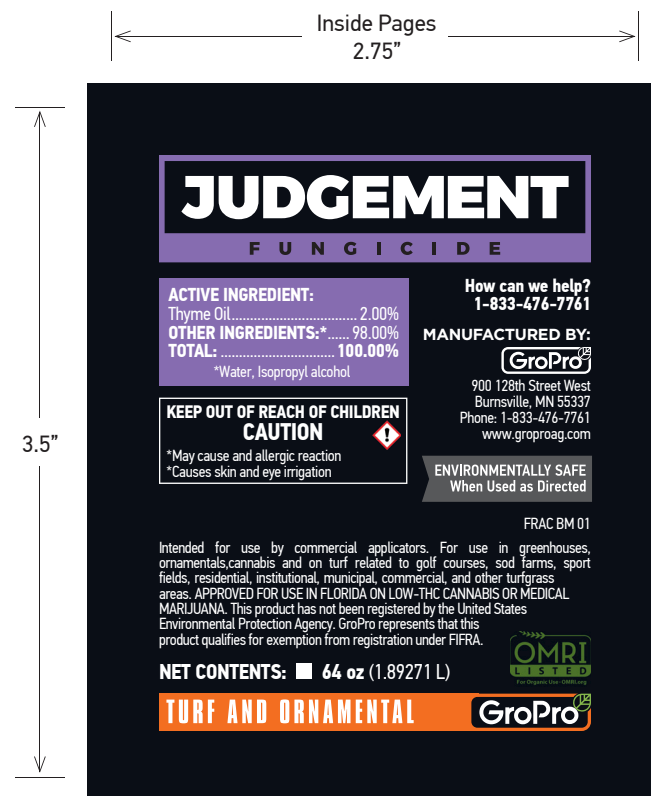 Inside Pages
2.75”
3.5”
JUDGEMENT
FUNGICIDE
ACTIVE INGREDIENT:
Thyme Oil..................................... 2.00%
OTHER INGREDIENTS:*...... 98.00%
TOTAL: ................................. 100.00%
*Water, Isopropyl alcohol
KEEP OUT OF REACH OF CHILDREN
CAUTION
*May cause and allergic reaction
*Causes skin and eye irrigation
How can we help?
1-833-476-7761
MANUFACTURED BY:
GroPro
900 128th Street West
Burnsville, MN 55337
Phone: 1-833-476-7761
www.groproag.com
ENVIRONMENTALLY SAFE
When Used as Directed
FRAC BM 01
Intended for use by commercial applicators. For use in greenhouses,
ornamentals,cannabis and on turf related to golf courses, sod farms, sport
fields, residential, institutional, municipal, commercial, and other turfgrass
areas. APPROVED FOR USE IN FLORIDA ON LOW-THC CANNABIS OR MEDICAL
MARIJUANA. This product has not been registered by the United States
Environmental Protection Agency. GroPro represents that this
product qualifies for exemption from registration under FIFRA.
OMRI
LISTED
For Organic Use- OMRI.org
NET CONTENTS: 64 oz (1.89271 L)
TURF AND ORNAMENTAL
GroPro